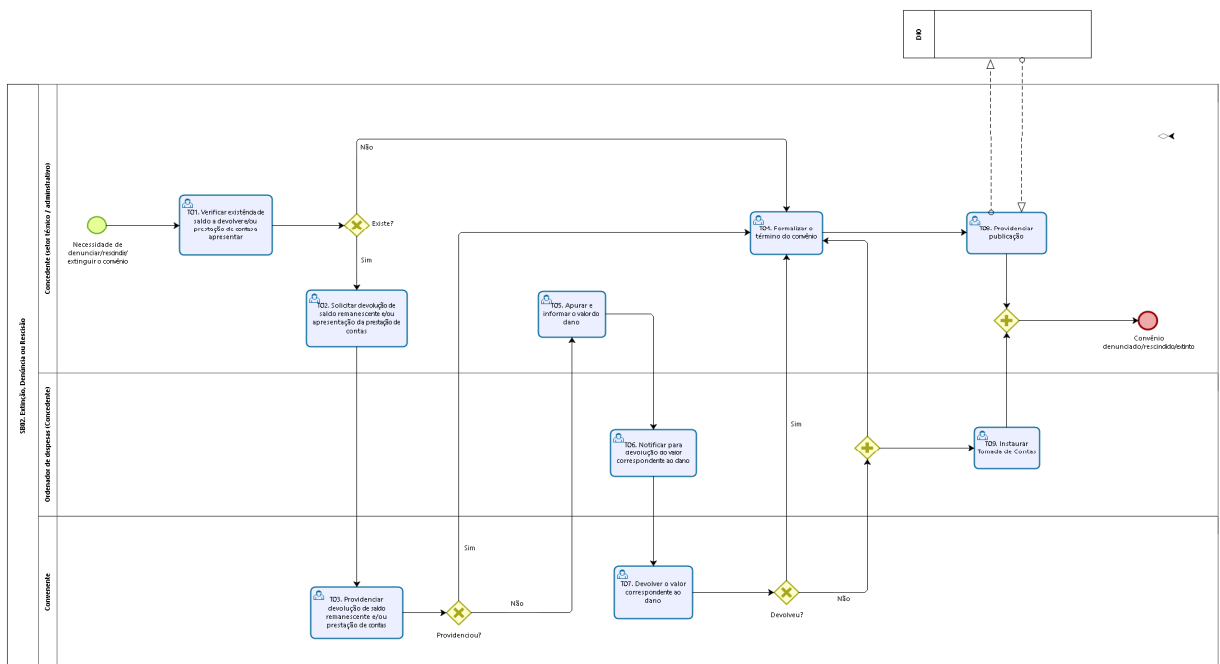 DIO
SB02. Extinção, Denúncia ou Rescisão
Concedente (setor técnico / adminstrativo)
Não
T01. Verificar existência de
saldo a devolver e/ou
prestação de contas a
apresentar
Existe?
Necessidade de
denunciar/rescindir/
extinguir o convênio
Sim
T04. Formalizar o
término do convênio
T08. Providenciar
publicação
T02. Solicitar devolução de
saldo remanescente e/ou
apresentação da prestação de
contas
T05. Apurar e
informar o valor do
dano
Convênio
denunciado/rescindido/extinto
Ordenador de despesas (Concedente)
Sim
T06. Notificar para
devolução do valor
correspondente ao dano
T09. Instaurar
Tomada de Contas
Convenente
Sim
T03. Providenciar
devolução de saldo
remanescente e/ou
prestação de contas
Providenciou?
Não
T07. Devolver o valor
correspondente ao
dano
Devolveu?
Não